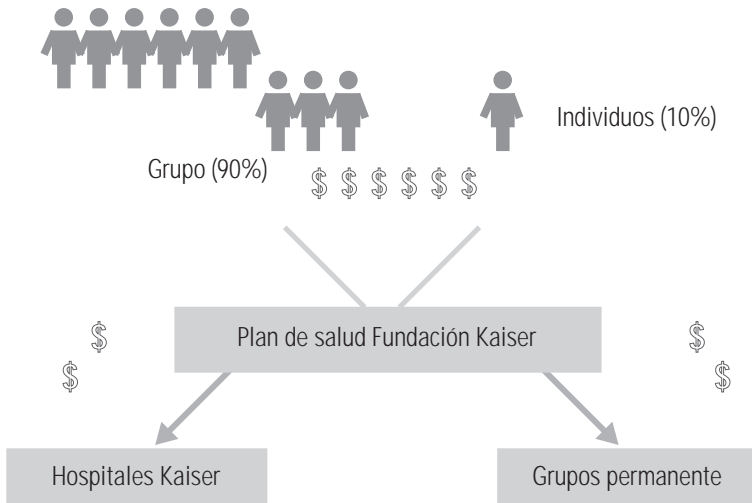 Individuos (10%)
Grupo (90%)
$ $ $ $ $ $
Plan de salud Fundación Kaiser
$ $
$ $
Hospitales Kaiser
Grupos permanente